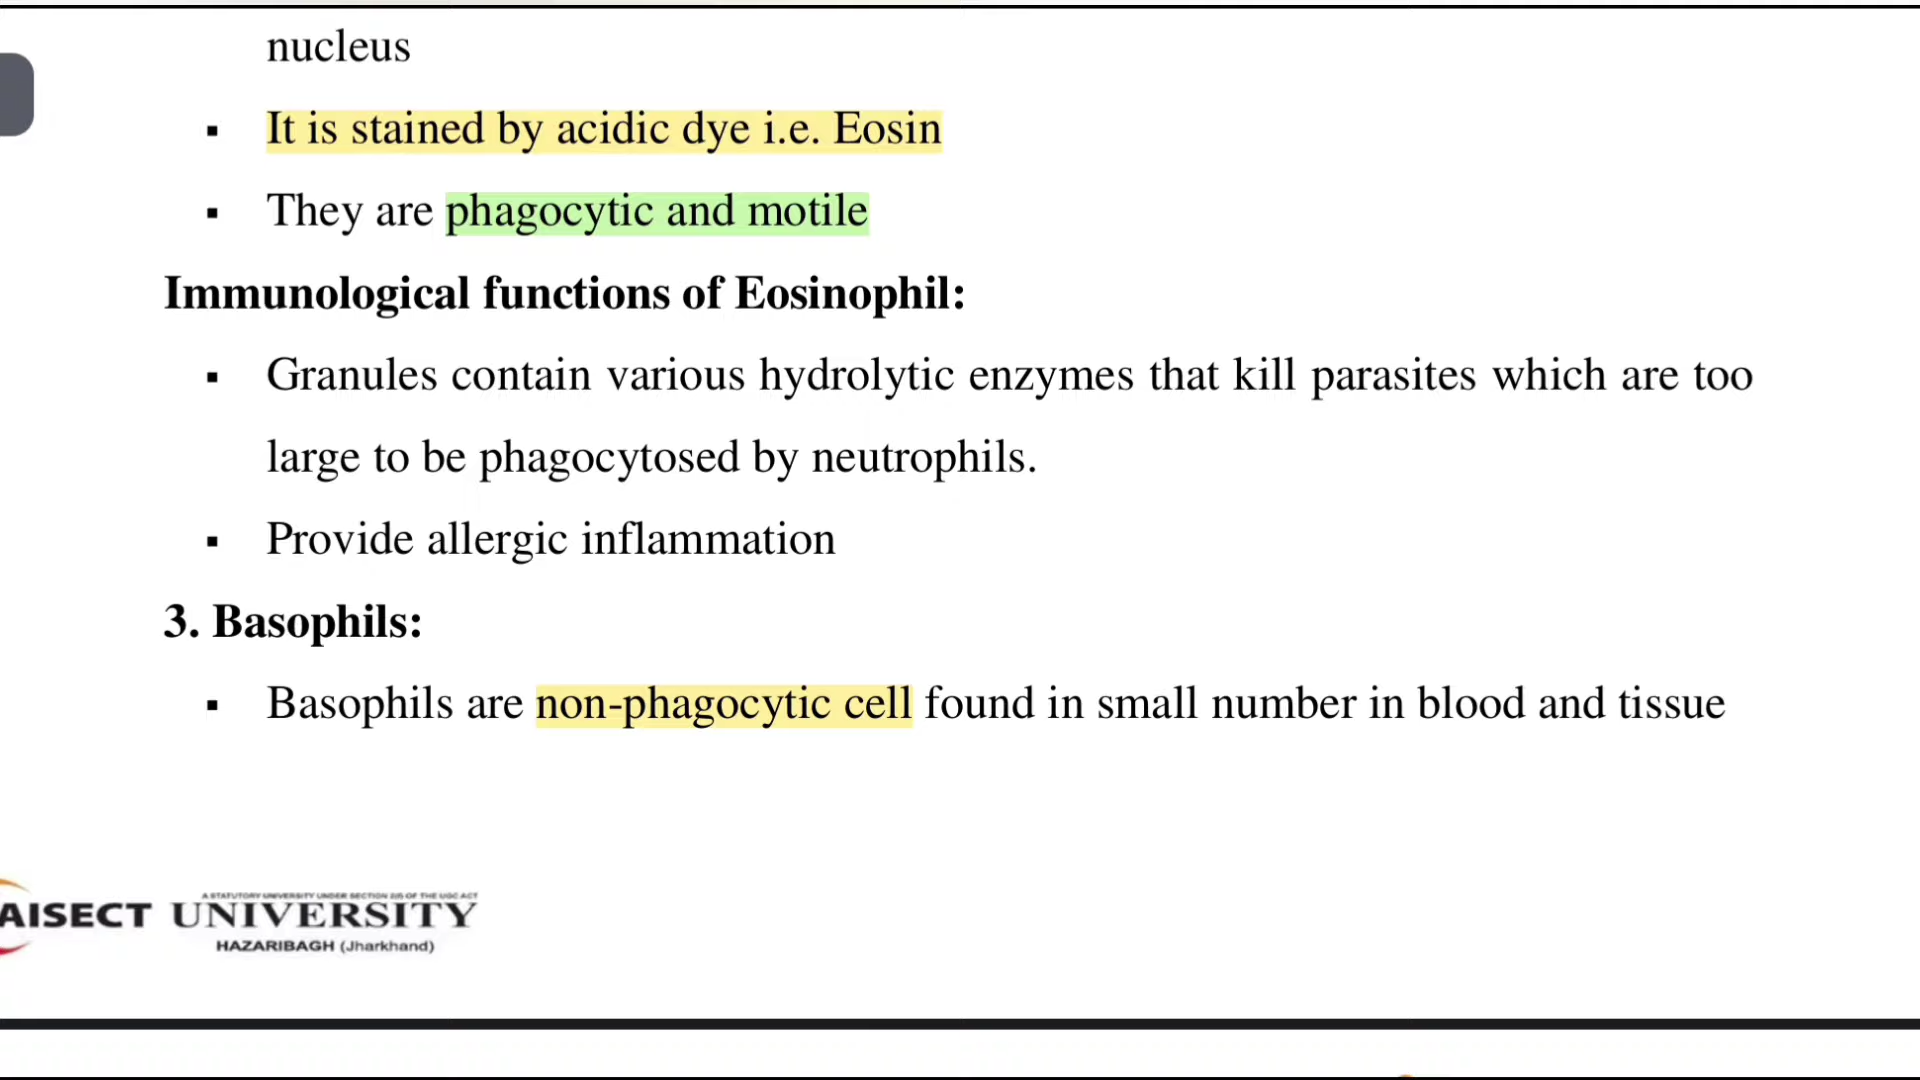 nucleus
▪ It is stained by acidic dye i.e. Eosin
▪ They are phagocytic and motile
Immunological functions of Eosinophil:
▪ Granules contain various hydrolytic enzymes that kill parasites which are too
large to be phagocytosed by neutrophils.
▪ Provide allergic inflammation
3. Basophils:
▪ Basophils are non-phagocytic cell found in small number in blood and tissue
A STATUTORY UNIVERSITY UNDER SECTION 2(f) OF THE UGC ACT
AISECT UNIVERSITY
HAZARIBAGH (Jharkhand)